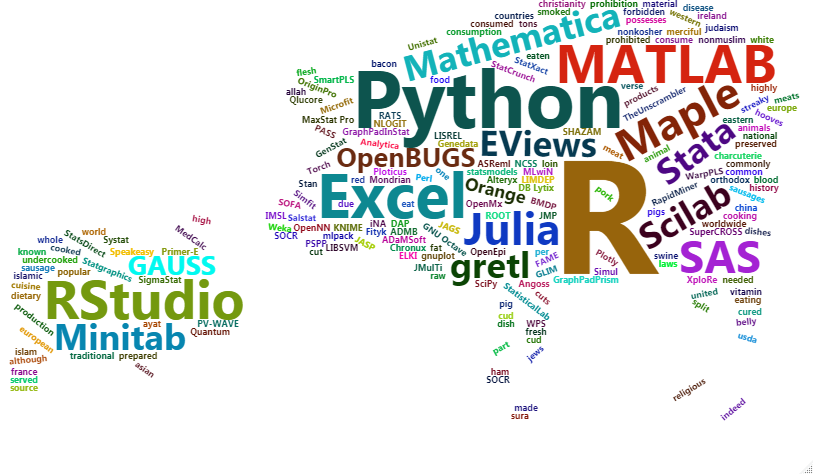 christianity prohibition material disease
countries smoked forbidden western ireland
consumed tons possesses judaism
consumption nonkosher merciful
Unistat prohibited consume nonmuslim white
Mathematica
eaten
MATLAB
bacon StatXact
StatCrunch
flesh food
SmartPLS
OriginPro
Python
verse highly
products
allah
Qlucore
TheUnscrambler
streaky meats
Microfit europe
Maple
RATS hooves
MaxStat Pro NLOGIT eastern
PASS GraphPadInStat LISREL SHAZAM animals
Stata
national
GenStat Analytica Genedata EViews preserved
meat animal charcuterie
OpenBUGS
Torch ASReml NCSS loin commonly
Ploticus statsmodels MLwiN WarpPLS common
Stan red Mondrian Perl one Alteryx LIMDEP orthodox blood
Excel
Orange DB Lytix pork RapidMiner history
R
Simfit sausages
SOFA due eat OpenMx BMDP Scilab
IMSL Salstat ROOT JMP pigs china
high cooking
Weka OpenNN KNIME iNA DAP GNU Octave JAGS Julia worldwide
world SOCR mlpack Fityk ADMB SuperCROSS dishes
whole StatsDirect Systat MedCalc PSPP LIBSVM JASP ADaMSoft
known cooked Speakeasy Primer-E cut Chronux fat OpenEpi per Plotly swine SAS
undercooked ELKI gnuplot FAME laws
sausage popular Statgraphics GAUSS JMulTi gretl GLIM Simul
islamic SigmaStat raw SciPy Angoss GraphPadPrism XploRe needed
cuisine
dietary RStudio StatisticalLab cuts united vitamin
pig split eating
production cud cured
european Minitab ayat PV-WAVE dish WPS belly
Quantum fresh
cud usda
islam traditional prepared part jews
although asian
france ham
served SOCR religious
source
made indeed
sura